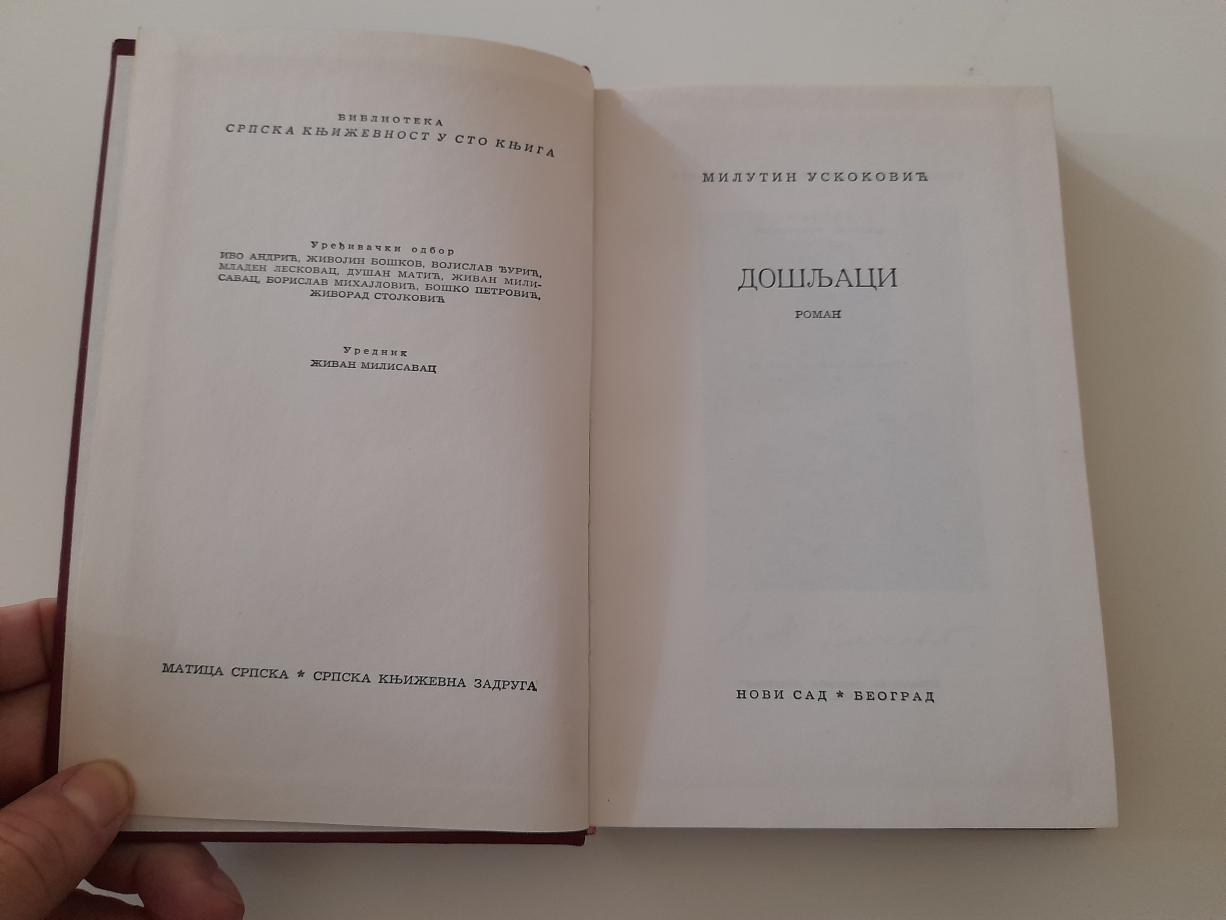 БИБЛИОТЕКА
СРПСКА КЊИЖЕВНОСТ У СТО КЊИГА
Уређивачки одбор
ИВО АНДРИЋ, ЖИВОЈИН БОШКОВ, ВОЈИСЛАВ ЂУРИЋ,
МЛАДЕН ЛЕСКОВАЦ, ДУШАН МАТИЋ, ЖИВАН МИЛИ-
САВАЦ, БОРИСЛАВ МИХАЈЛОВИЋ, БОШКО ПЕТРОВИЋ,
ЖИВОРАД СТОЈКОВИЋ
Уредник
ЖИВАН МИЛИСАВАЦ
МАТИЦА СРПСКА * СРПСКА КЊИЖЕВНА ЗАДРУГА
МИЛУТИН УСКОКОВИЋ
ДОШЉАЦИ
РОМАН
НОВИ САД * БЕОГРАД